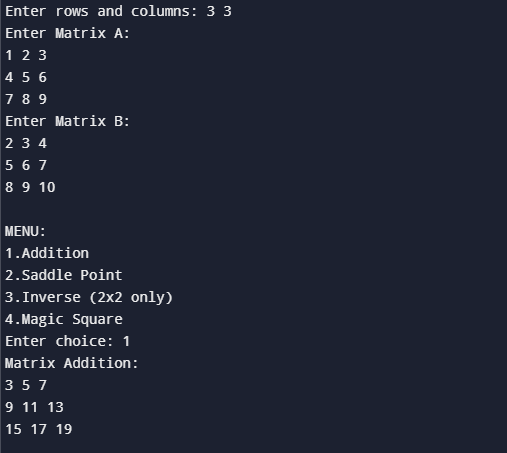 Enter rows and columns: 3 3
Enter Matrix A:
1 2 3
4 5 6
7 8 9
Enter Matrix B:
2 3 4
5 6 7
8 9 10
MENU:
1.Addition
2.Saddle Point
3.Inverse (2x2 only)
4.Magic Square
Enter choice: 1
Matrix Addition:
3 5 7
9 11 13
15 17 19